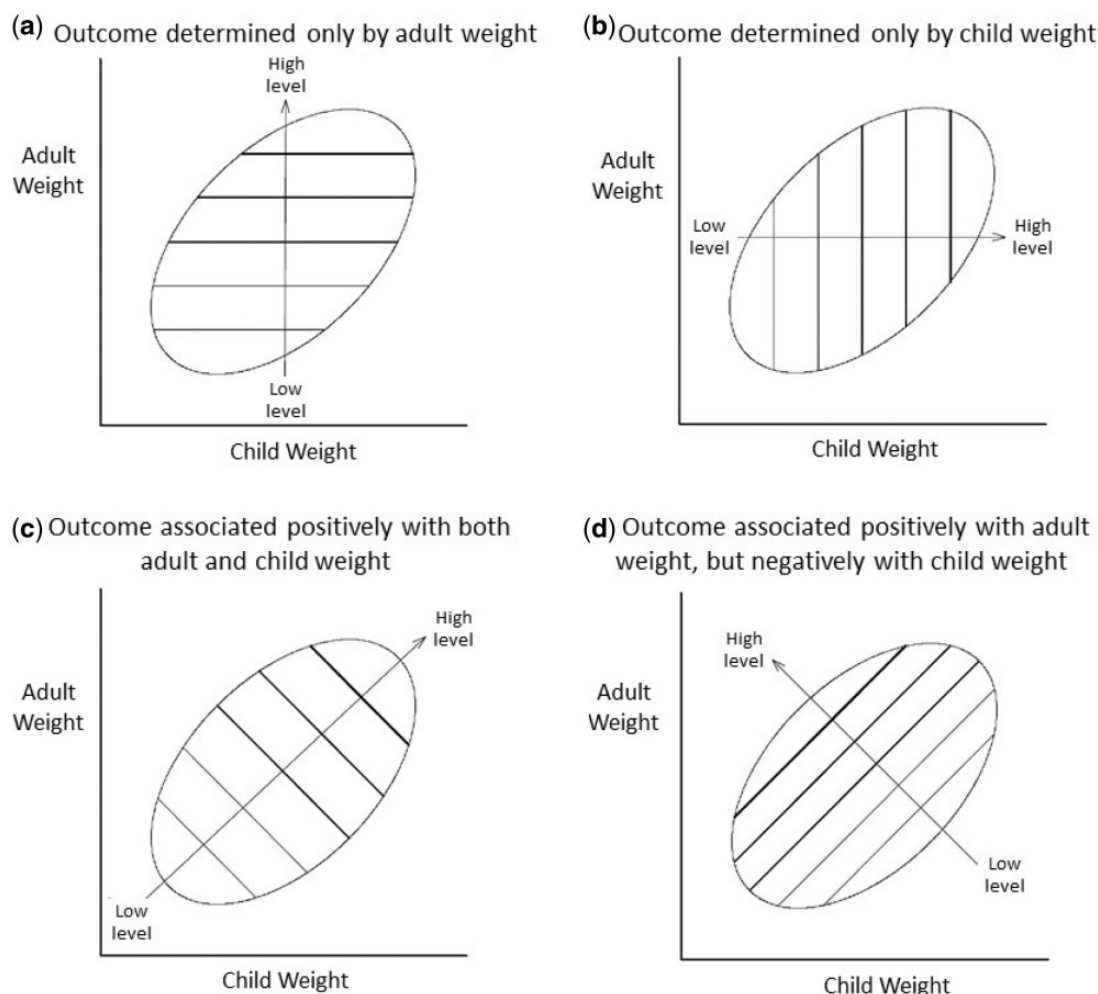 (a) Outcome determined only by adult weight
High
level
Adult
Weight
Low
level
Child Weight
(b) Outcome determined only by child weight
Adult
Weight
Low
level
High
level
Child Weight
(c) Outcome associated positively with both
adult and child weight
High
level
Adult
Weight
Low
level
Child Weight
(d) Outcome associated positively with adult
weight, but negatively with child weight
High
level
Adult
Weight
Low
level
Child Weight